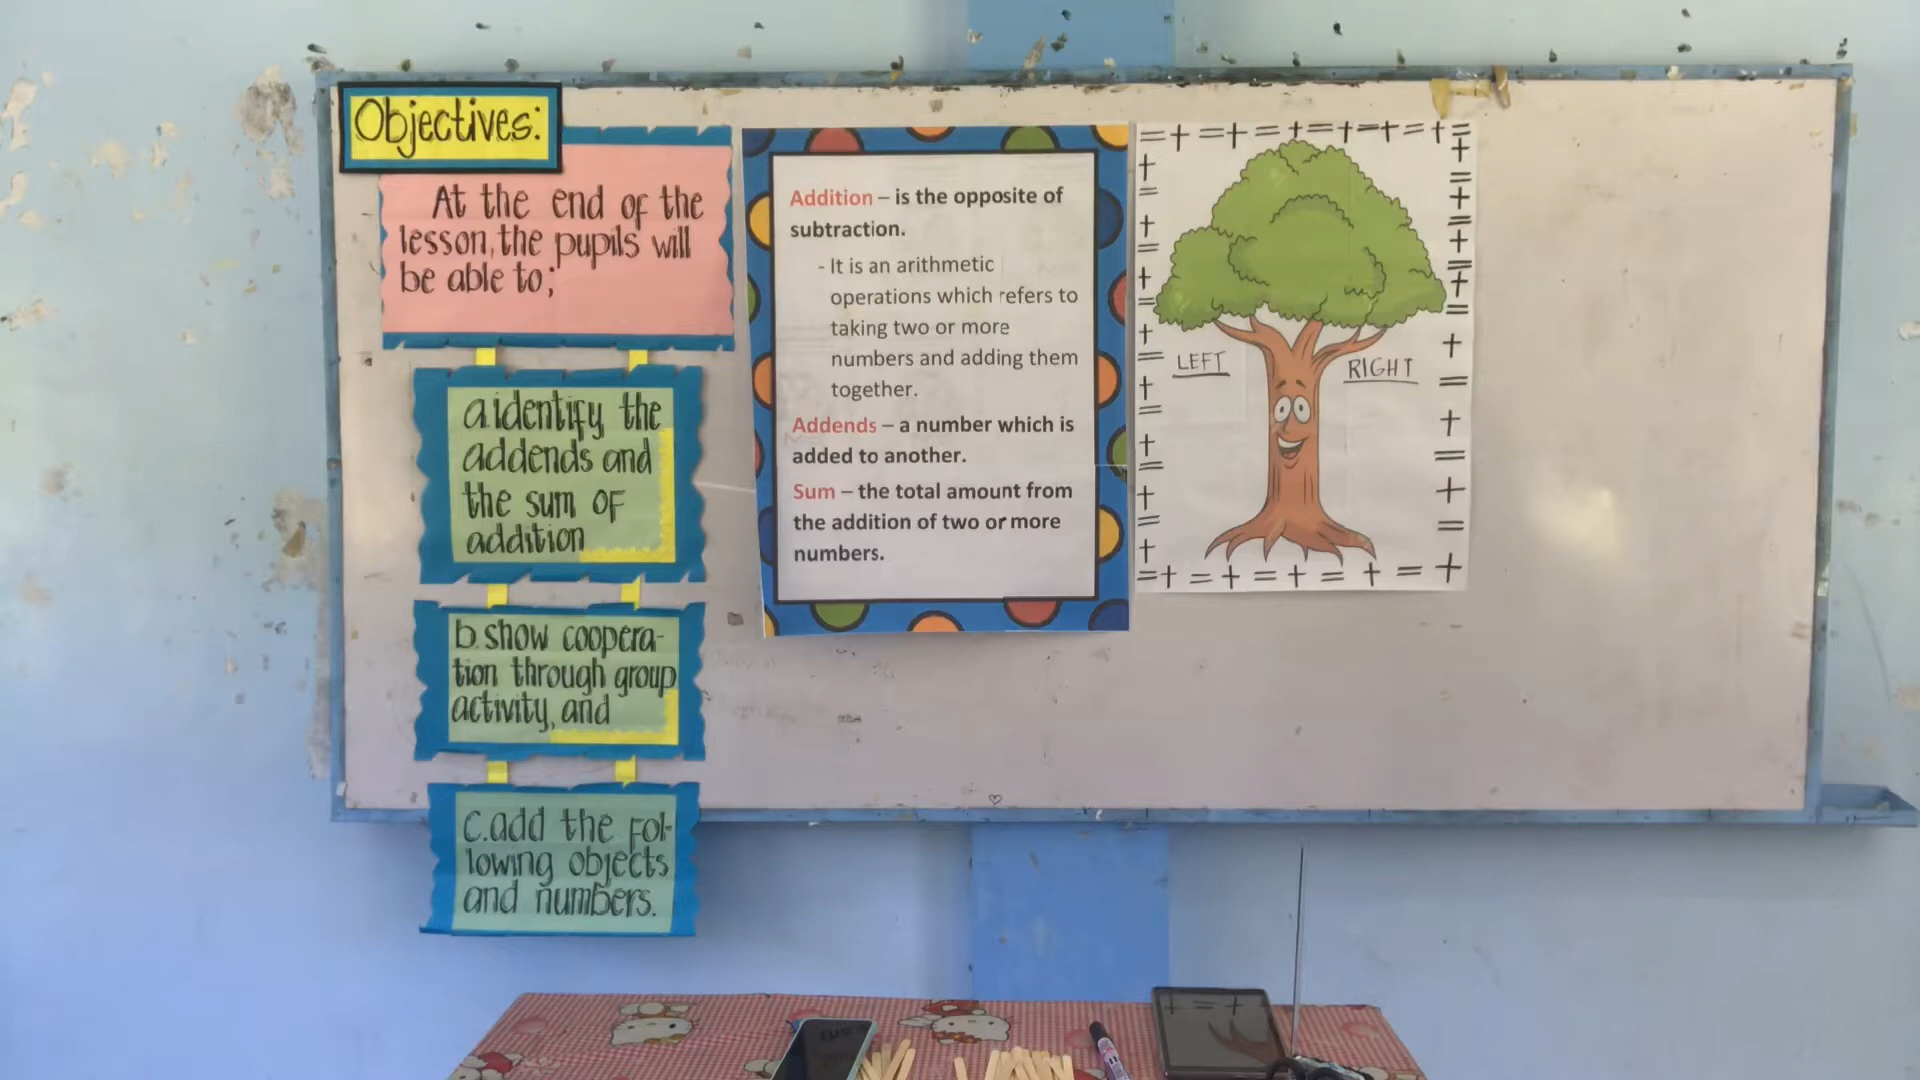 Objectives:
At the end of the
lesson, the pupils will
be able to;
a.identify the
addends and
the sum of
addition
b.show coopera-
tion through group
activity, and
c.add the fol-
lowing objects
and numbers.
Addition – is the opposite of
subtraction.
- It is an arithmetic
operations which refers to
taking two or more
numbers and adding them
together.
Addends – a number which is
added to another.
Sum – the total amount from
the addition of two or more
numbers.
LEFT
RIGHT